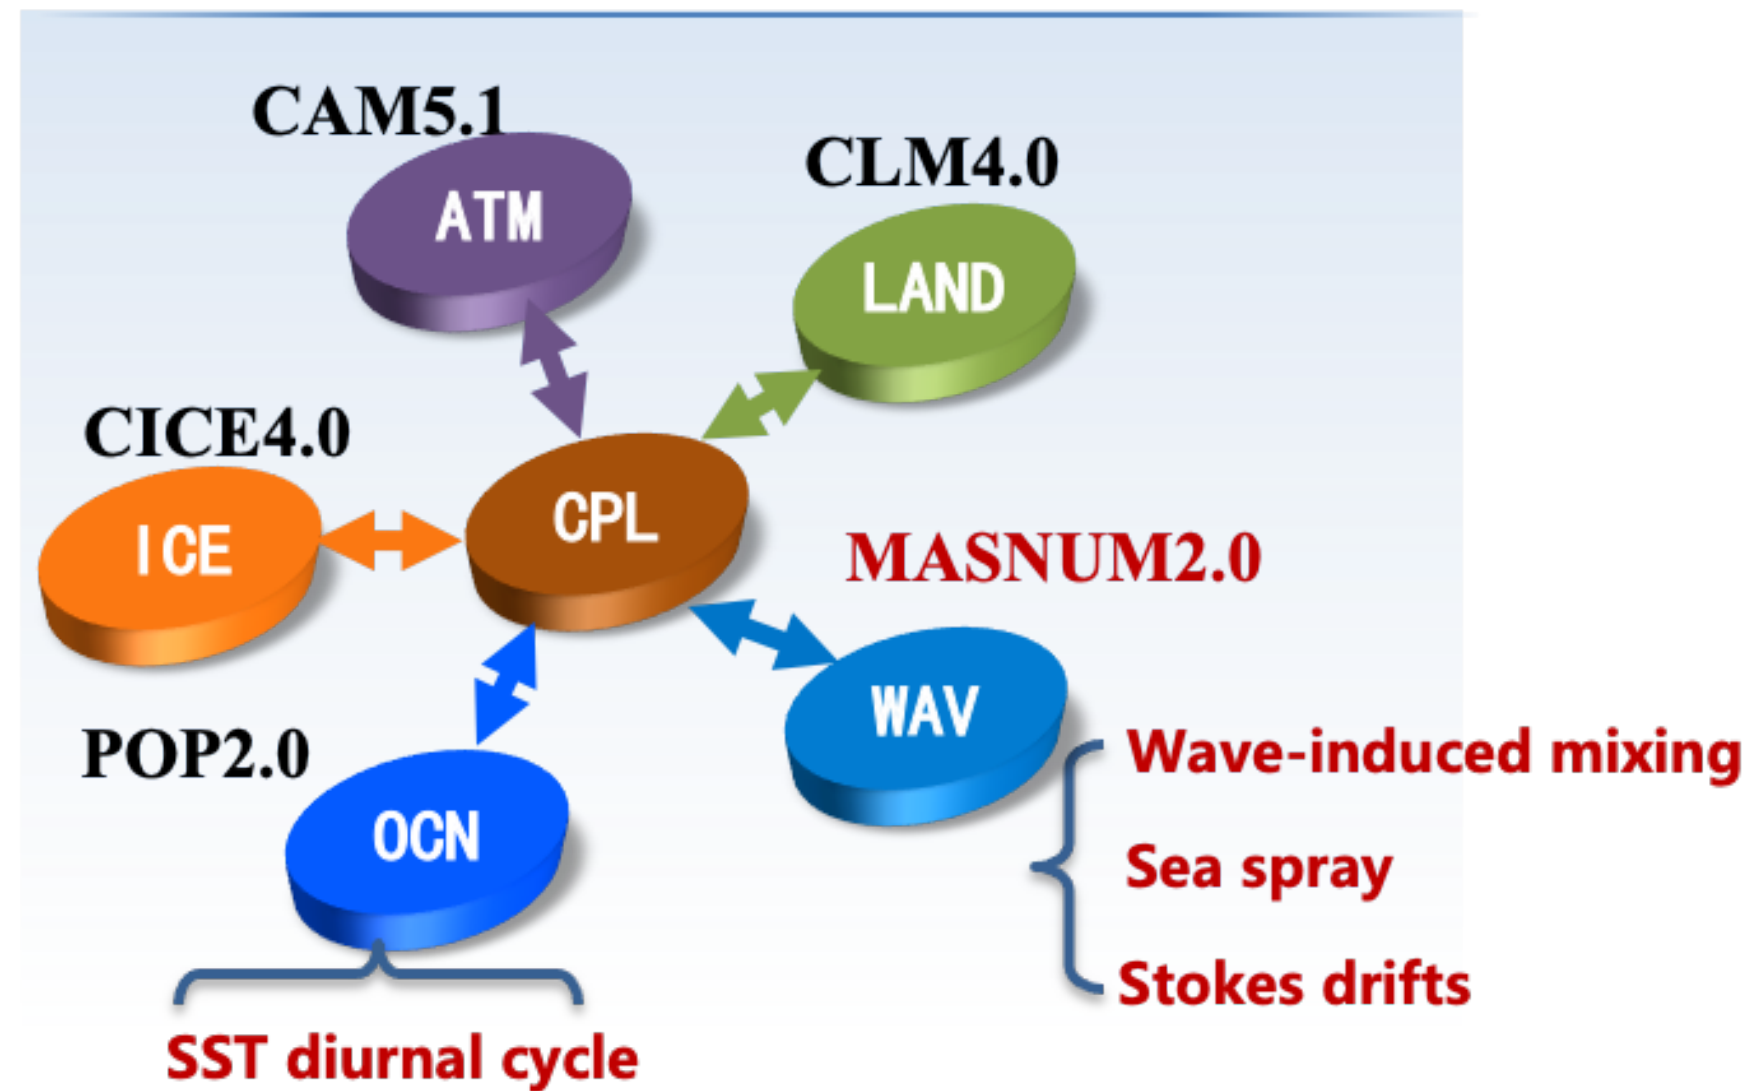 CAM5.1
ATM
CLM4.0
LAND
CICE4.0
ICE
CPL
MASNUM2.0
WAV
POP2.0
OCN
Wave-induced mixing
Sea spray
Stokes drifts
SST diurnal cycle